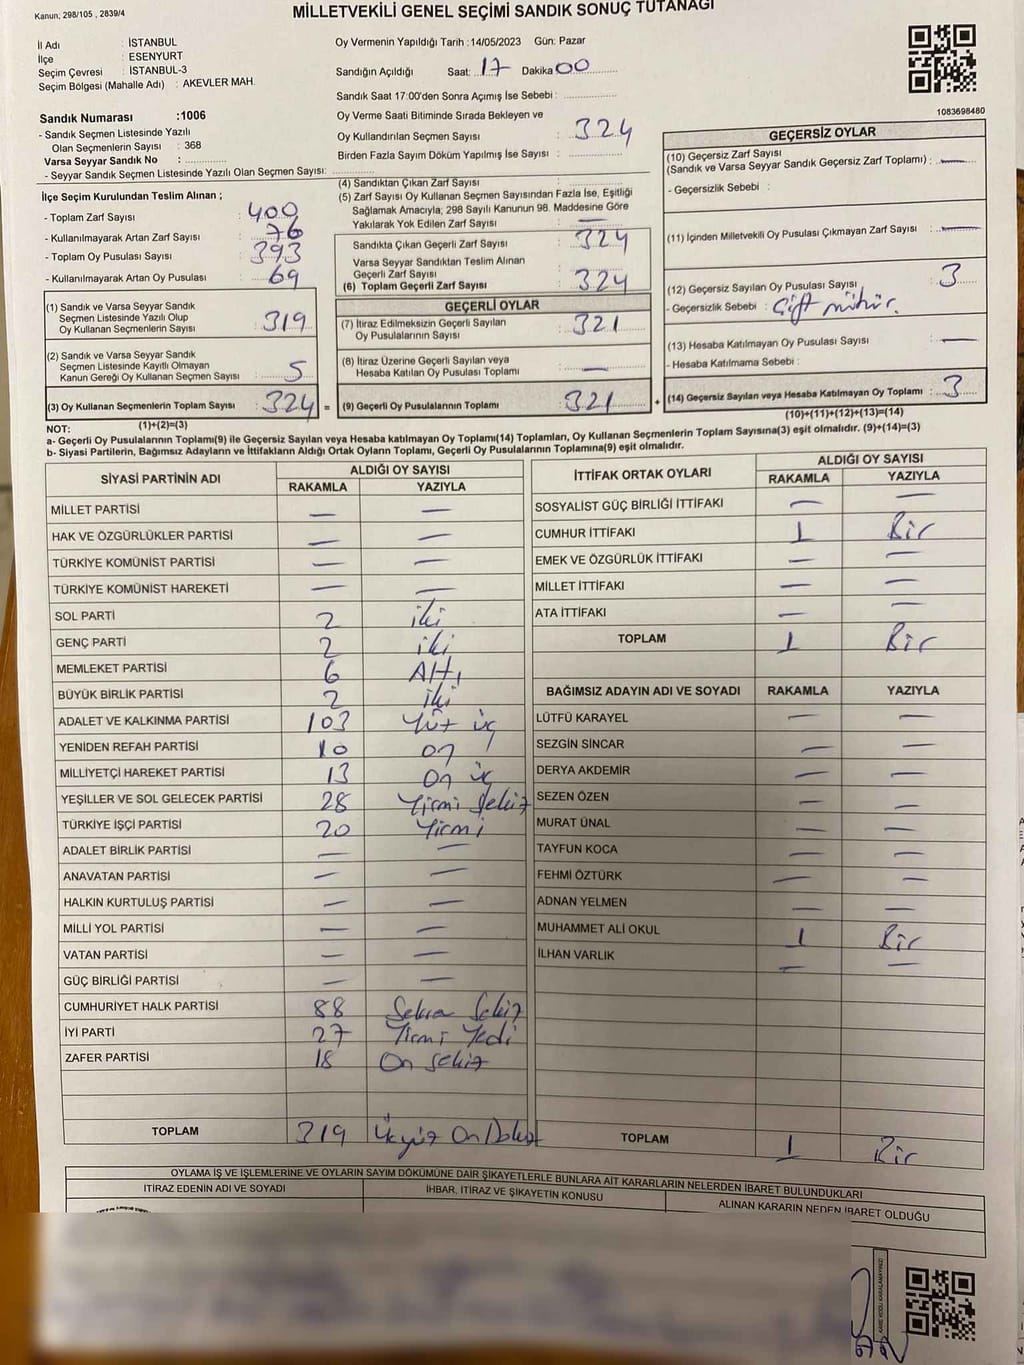 MİLLETVEKİLİ GENEL SEÇİMİ SANDIK SONUÇ TUTANAĞI
Kanun; 298/105 , 2839/4
İl Adı : İSTANBUL
İlçe : ESENYURT
Seçim Çevresi : İSTANBUL-3
Seçim Bölgesi (Mahalle Adı) : AKEVLER MAH.
Sandık Numarası :1006
- Sandık Seçmen Listesinde Yazılı
Olan Seçmenlerin Sayısı : 368
Varsa Seyyar Sandık No :
- Seyyar Sandık Seçmen Listesinde Yazılı Olan Seçmen Sayısı:
Oy Vermenin Yapıldığı Tarih :14/05/2023 Gün: Pazar
Sandığın Açıldığı Saat: 17 Dakika 00
Sandık Saat 17:00'den Sonra Açımış İse Sebebi :
Oy Verme Saati Bitiminde Sırada Bekleyen ve
Oy Kullandırılan Seçmen Sayısı : 324
Birden Fazla Sayım Döküm Yapılmış İse Sayısı :
1083698480
İlçe Seçim Kurulundan Teslim Alınan ;
- Toplam Zarf Sayısı : 400
- Kullanılmayarak Artan Zarf Sayısı : 76
- Toplam Oy Pusulası Sayısı : 393
- Kullanılmayarak Artan Oy Pusulası : 69
(1) Sandık ve Varsa Seyyar Sandık
Seçmen Listesinde Yazılı Olup
Oy Kullanan Seçmenlerin Sayısı : 319
(2) Sandık ve Varsa Seyyar Sandık
Seçmen Listesinde Kayıtlı Olmayan
Kanun Gereği Oy Kullanan Seçmen Sayısı : 5
(3) Oy Kullanan Seçmenlerin Toplam Sayısı : 324 =
(1)+(2)=(3)
(4) Sandıktan Çıkan Zarf Sayısı :
(5) Zarf Sayısı Oy Kullanan Seçmen Sayısından Fazla İse, Eşitliği
Sağlamak Amacıyla; 298 Sayılı Kanunun 98. Maddesine Göre
Yakılarak Yok Edilen Zarf Sayısı : —
Sandıkta Çıkan Geçerli Zarf Sayısı : 324
Varsa Seyyar Sandıktan Teslim Alınan
Geçerli Zarf Sayısı :
(6) Toplam Geçerli Zarf Sayısı : 324
GEÇERLİ OYLAR
(7) İtiraz Edilmeksizin Geçerli Sayılan
Oy Pusulalarının Sayısı : 321
(8) İtiraz Üzerine Geçerli Sayılan veya
Hesaba Katılan Oy Pusulası Toplamı : —
(9) Geçerli Oy Pusulalarının Toplamı : 321 +
GEÇERSİZ OYLAR
(10) Geçersiz Zarf Sayısı
(Sandık ve Varsa Seyyar Sandık Geçersiz Zarf Toplamı) : —
- Geçersizlik Sebebi :
(11) İçinden Milletvekili Oy Pusulası Çıkmayan Zarf Sayısı : —
(12) Geçersiz Sayılan Oy Pusulası Sayısı : 3
- Geçersizlik Sebebi : Çift mühür.
(13) Hesaba Katılmayan Oy Pusulası Sayısı : —
- Hesaba Katılmama Sebebi :
(14) Geçersiz Sayılan veya Hesaba Katılmayan Oy Toplamı : 3
(10)+(11)+(12)+(13)=(14)
NOT:
a- Geçerli Oy Pusulalarının Toplamı(9) ile Geçersiz Sayılan veya Hesaba katılmayan Oy Toplamı(14) Toplamları, Oy Kullanan Seçmenlerin Toplam Sayısına(3) eşit olmalıdır. (9)+(14)=(3)
b- Siyasi Partilerin, Bağımsız Adayların ve İttifakların Aldığı Ortak Oyların Toplamı, Geçerli Oy Pusulalarının Toplamına(9) eşit olmalıdır.
SİYASİ PARTİNİN ADI ALDIĞI OY SAYISI
RAKAMLA YAZIYLA
MİLLET PARTİSİ — —
HAK VE ÖZGÜRLÜKLER PARTİSİ — —
TÜRKİYE KOMÜNİST PARTİSİ — —
TÜRKİYE KOMÜNİST HAREKETİ — —
SOL PARTİ 2 iki
GENÇ PARTİ 2 iki
MEMLEKET PARTİSİ 6 Altı
BÜYÜK BİRLİK PARTİSİ 2 iki
ADALET VE KALKINMA PARTİSİ 103 Yüz üç
YENİDEN REFAH PARTİSİ 10 on
MİLLİYETÇİ HAREKET PARTİSİ 13 On üç
YEŞİLLER VE SOL GELECEK PARTİSİ 28 Yirmi Sekiz
TÜRKİYE İŞÇİ PARTİSİ 20 Yirmi
ADALET BİRLİK PARTİSİ — —
ANAVATAN PARTİSİ — —
HALKIN KURTULUŞ PARTİSİ — —
MİLLİ YOL PARTİSİ — —
VATAN PARTİSİ — —
GÜÇ BİRLİĞİ PARTİSİ — —
CUMHURİYET HALK PARTİSİ 88 Seksen Sekiz
İYİ PARTİ 27 Yirmi Yedi
ZAFER PARTİSİ 18 On Sekiz
TOPLAM 319 Üçyüz On Dokuz
İTTİFAK ORTAK OYLARI ALDIĞI OY SAYISI
RAKAMLA YAZIYLA
SOSYALİST GÜÇ BİRLİĞİ İTTİFAKI — —
CUMHUR İTTİFAKI 1 Bir
EMEK VE ÖZGÜRLÜK İTTİFAKI — —
MİLLET İTTİFAKI — —
ATA İTTİFAKI — —
TOPLAM 1 Bir
BAĞIMSIZ ADAYIN ADI VE SOYADI RAKAMLA YAZIYLA
LÜTFÜ KARAYEL — —
SEZGİN SİNCAR — —
DERYA AKDEMİR — —
SEZEN ÖZEN — —
MURAT ÜNAL — —
TAYFUN KOCA — —
FEHMİ ÖZTÜRK — —
ADNAN YELMEN — —
MUHAMMET ALİ OKUL 1 Bir
İLHAN VARLIK — —
TOPLAM 1 Bir
OYLAMA İŞ VE İŞLEMLERİNE VE OYLARIN SAYIM DÖKÜMÜNE DAİR ŞİKAYETLERLE BUNLARA AİT KARARLARIN NELERDEN İBARET BULUNDUKLARI
İTİRAZ EDENİN ADI VE SOYADI İHBAR, İTİRAZ VE ŞİKAYETİN KONUSU ALINAN KARARIN NEDEN İBARET OLDUĞU